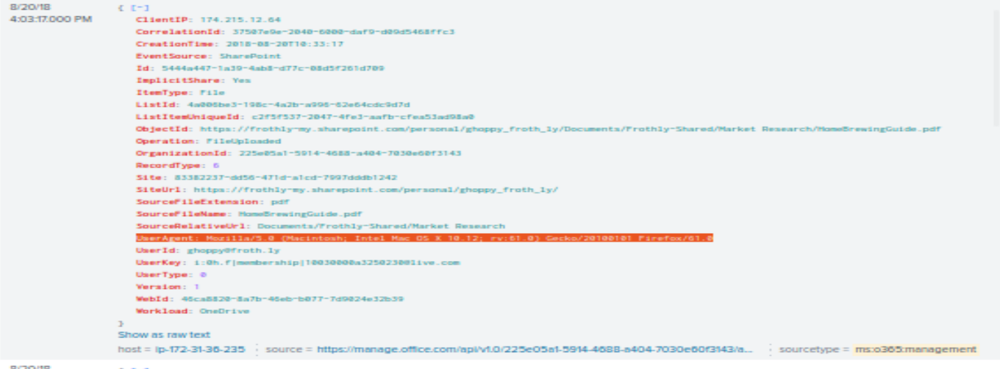 8/20/18
4:03:17.000 PM
{ [-]
ClientIP: 174.215.12.64
CorrelationId: 37507e9e-2040-6000-daf9-d09d5468ffc3
CreationTime: 2018-08-20T10:33:17
EventSource: SharePoint
Id: 5444a447-1a39-4ab8-d77c-08d5f261d709
ImplicitShare: Yes
ItemType: File
ListId: 4a006be3-198c-4a2b-a996-62e64cdc9d7d
ListItemUniqueId: c2f5f537-2047-4fe3-aafb-cfea53ad98a0
ObjectId: https://frothly-my.sharepoint.com/personal/ghoppy_froth_ly/Documents/Frothly-Shared/Market Research/HomeBrewingGuide.pdf
Operation: FileUploaded
OrganizationId: 225e05a1-5914-4688-a404-7030e60f3143
RecordType: 6
Site: 83382237-dd56-471d-a1cd-7997dddb1242
SiteUrl: https://frothly-my.sharepoint.com/personal/ghoppy_froth_ly/
SourceFileExtension: pdf
SourceFileName: HomeBrewingGuide.pdf
SourceRelativeUrl: Documents/Frothly-Shared/Market Research
UserAgent: Mozilla/5.0 (Macintosh; Intel Mac OS X 10.12; rv:61.0) Gecko/20100101 Firefox/61.0
UserId: ghoppy@froth.ly
UserKey: i:0h.f|membership|10030000a3250230@live.com
UserType: 0
Version: 1
WebId: 46ca8820-8a7b-46eb-b077-7d9024e32b39
Workload: OneDrive
}
Show as raw text
host = ip-172-31-36-235 source = https://manage.office.com/api/v1.0/225e05a1-5914-4688-a404-7030e60f3143/a... sourcetype = ms:o365:management
8/20/18